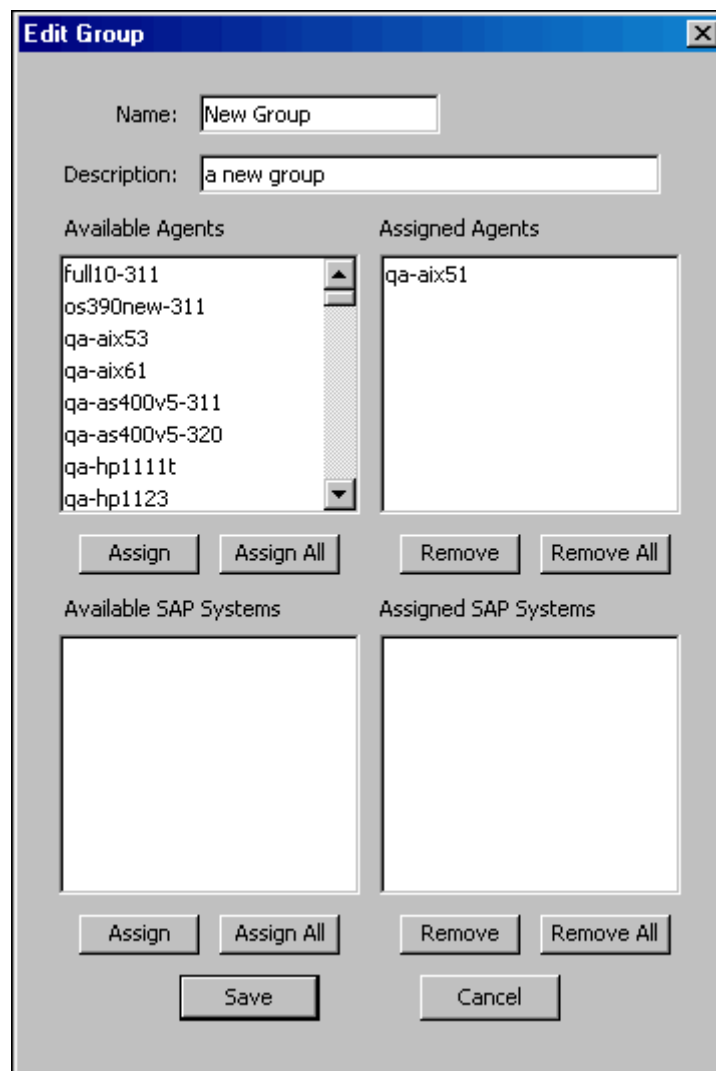 Edit Group
Name: New Group
Description: a new group
Available Agents
full10-311
os390new-311
qa-aix53
qa-aix61
qa-as400v5-311
qa-as400v5-320
qa-hp1111t
qa-hp1123
Assign Assign All
Assigned Agents
qa-aix51
Remove Remove All
Available SAP Systems
Assign Assign All
Assigned SAP Systems
Remove Remove All
Save Cancel